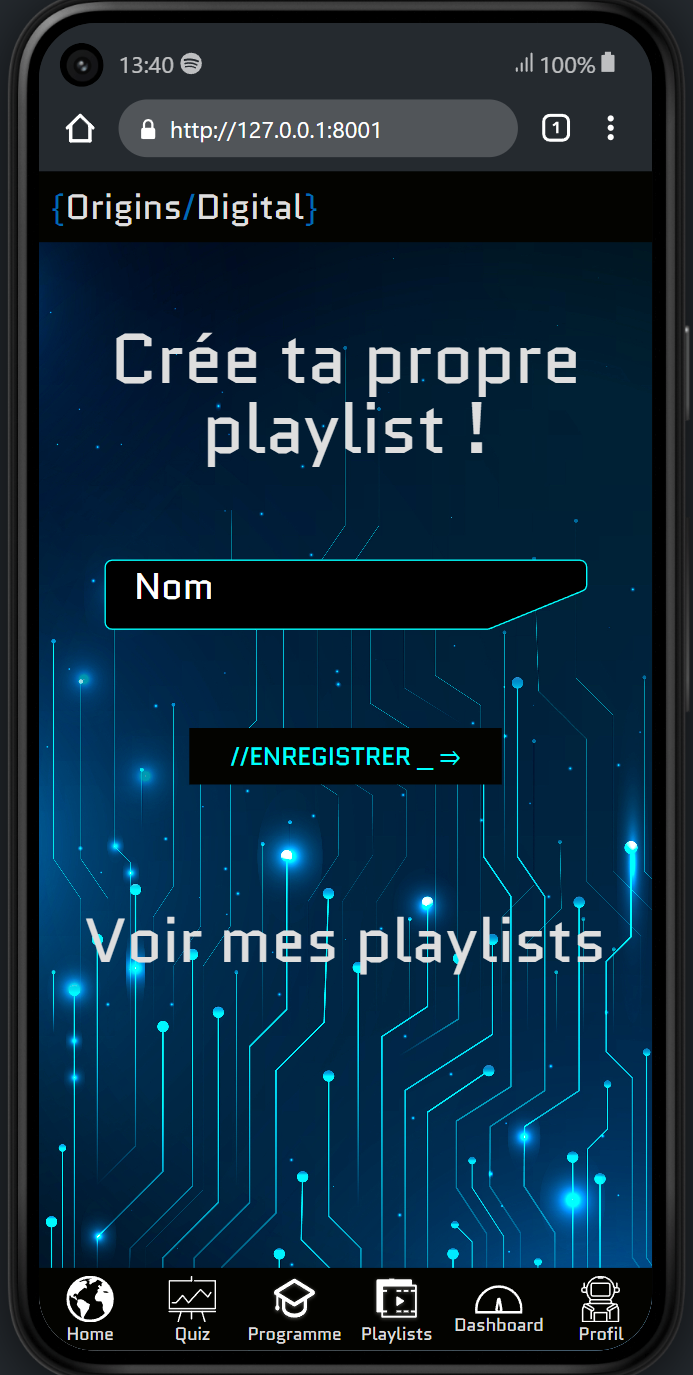 13:40
100%
http://127.0.0.1:8001
1
{Origins/Digital}
Crée ta propre
playlist !
Nom
//ENREGISTRER _ ⇒
Voir mes playlists
Home Quiz Programme Playlists Dashboard Profil